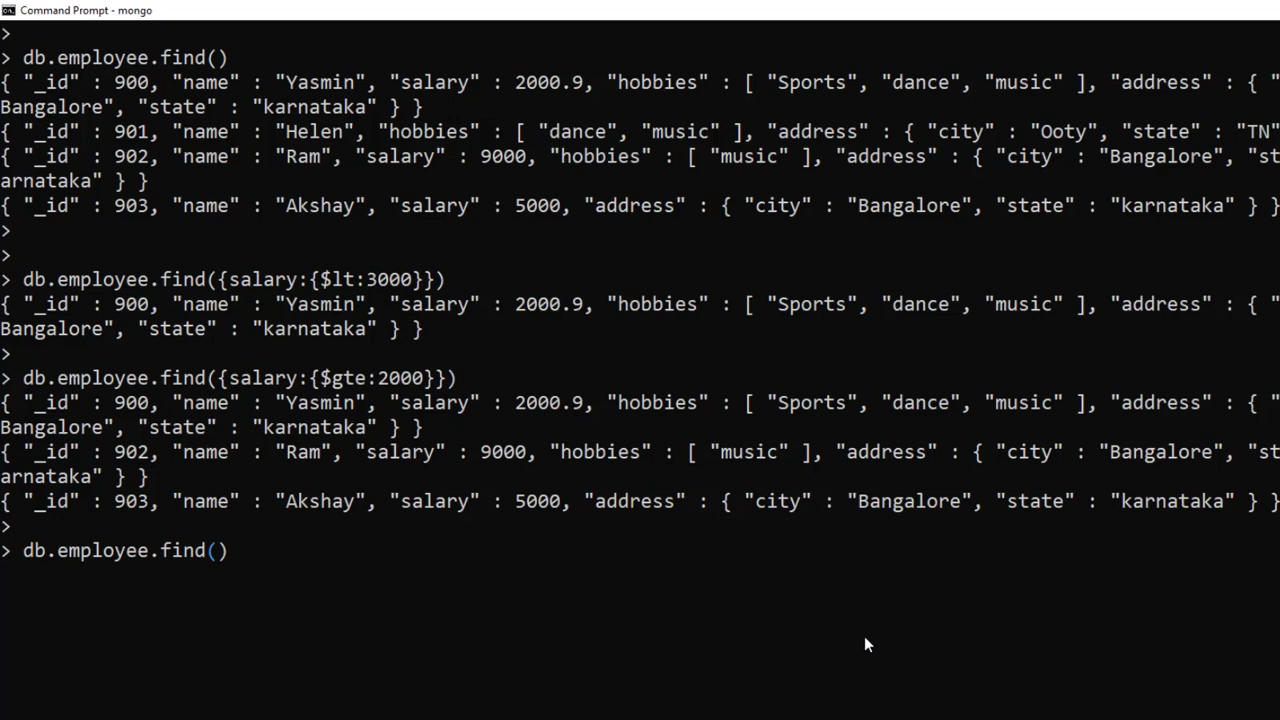 Command Prompt - mongo
>
> db.employee.find()
{ "_id" : 900, "name" : "Yasmin", "salary" : 2000.9, "hobbies" : [ "Sports", "dance", "music" ], "address" : { "
Bangalore", "state" : "karnataka" } }
{ "_id" : 901, "name" : "Helen", "hobbies" : [ "dance", "music" ], "address" : { "city" : "Ooty", "state" : "TN"
{ "_id" : 902, "name" : "Ram", "salary" : 9000, "hobbies" : [ "music" ], "address" : { "city" : "Bangalore", "st
arnataka" } }
{ "_id" : 903, "name" : "Akshay", "salary" : 5000, "address" : { "city" : "Bangalore", "state" : "karnataka" } }
>
>
> db.employee.find({salary:{$lt:3000}})
{ "_id" : 900, "name" : "Yasmin", "salary" : 2000.9, "hobbies" : [ "Sports", "dance", "music" ], "address" : { "
Bangalore", "state" : "karnataka" } }
>
> db.employee.find({salary:{$gte:2000}})
{ "_id" : 900, "name" : "Yasmin", "salary" : 2000.9, "hobbies" : [ "Sports", "dance", "music" ], "address" : { "
Bangalore", "state" : "karnataka" } }
{ "_id" : 902, "name" : "Ram", "salary" : 9000, "hobbies" : [ "music" ], "address" : { "city" : "Bangalore", "st
arnataka" } }
{ "_id" : 903, "name" : "Akshay", "salary" : 5000, "address" : { "city" : "Bangalore", "state" : "karnataka" } }
>
> db.employee.find()